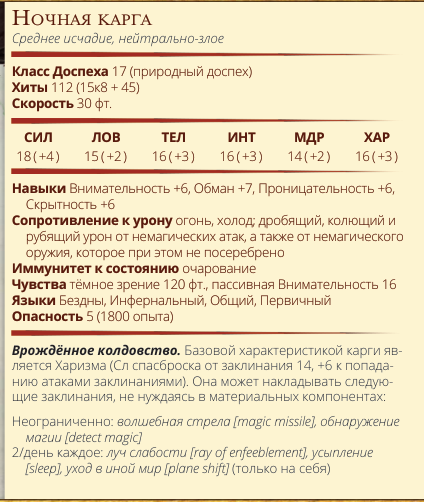 Ночная карга
Среднее исчадие, нейтрально-злое
Класс Доспеха 17 (природный доспех)
Хиты 112 (15к8 + 45)
Скорость 30 фт.
СИЛ ЛОВ ТЕЛ ИНТ МДР ХАР
18 (+4) 15 (+2) 16 (+3) 16 (+3) 14 (+2) 16 (+3)
Навыки Внимательность +6, Обман +7, Проницательность +6,
Скрытность +6
Сопротивление к урону огонь, холод; дробящий, колющий и
рубящий урон от немагических атак, а также от немагического
оружия, которое при этом не посеребрено
Иммунитет к состоянию очарование
Чувства тёмное зрение 120 фт., пассивная Внимательность 16
Языки Бездны, Инфернальный, Общий, Первичный
Опасность 5 (1800 опыта)
Врождённое колдовство. Базовой характеристикой карги яв-
ляется Харизма (Сл спасброска от заклинания 14, +6 к попада-
нию атаками заклинаниями). Она может накладывать следую-
щие заклинания, не нуждаясь в материальных компонентах:
Неограниченно: волшебная стрела [magic missile], обнаружение
магии [detect magic]
2/день каждое: луч слабости [ray of enfeeblement], усыпление
[sleep], уход в иной мир [plane shift] (только на себя)